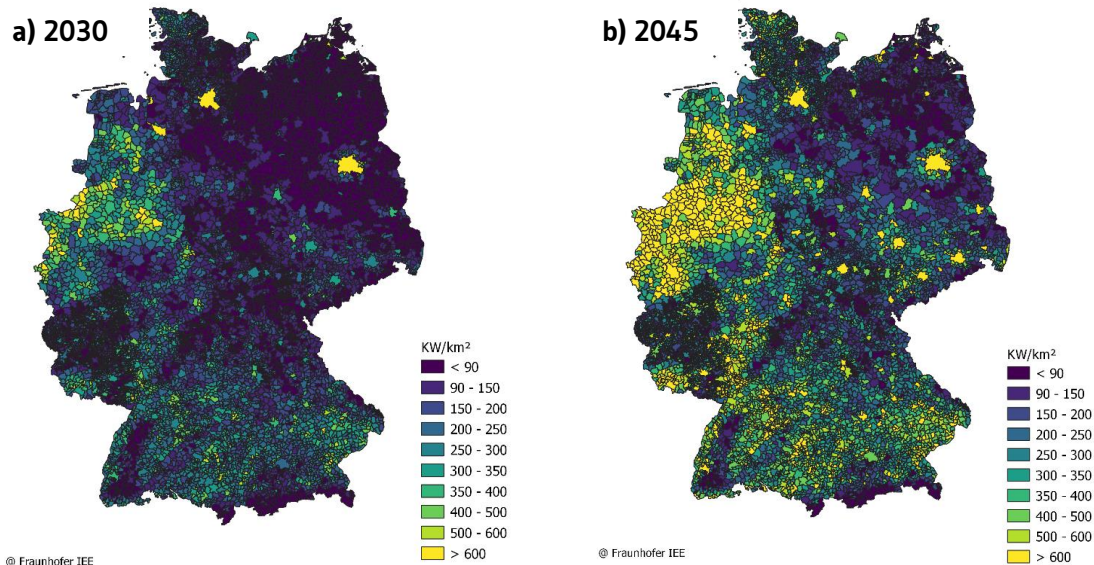 a) 2030
KW/km²
< 90
90 - 150
150 - 200
200 - 250
250 - 300
300 - 350
350 - 400
400 - 500
500 - 600
> 600
@ Fraunhofer IEE
b) 2045
KW/km²
< 90
90 - 150
150 - 200
200 - 250
250 - 300
300 - 350
350 - 400
400 - 500
500 - 600
> 600
@ Fraunhofer IEE